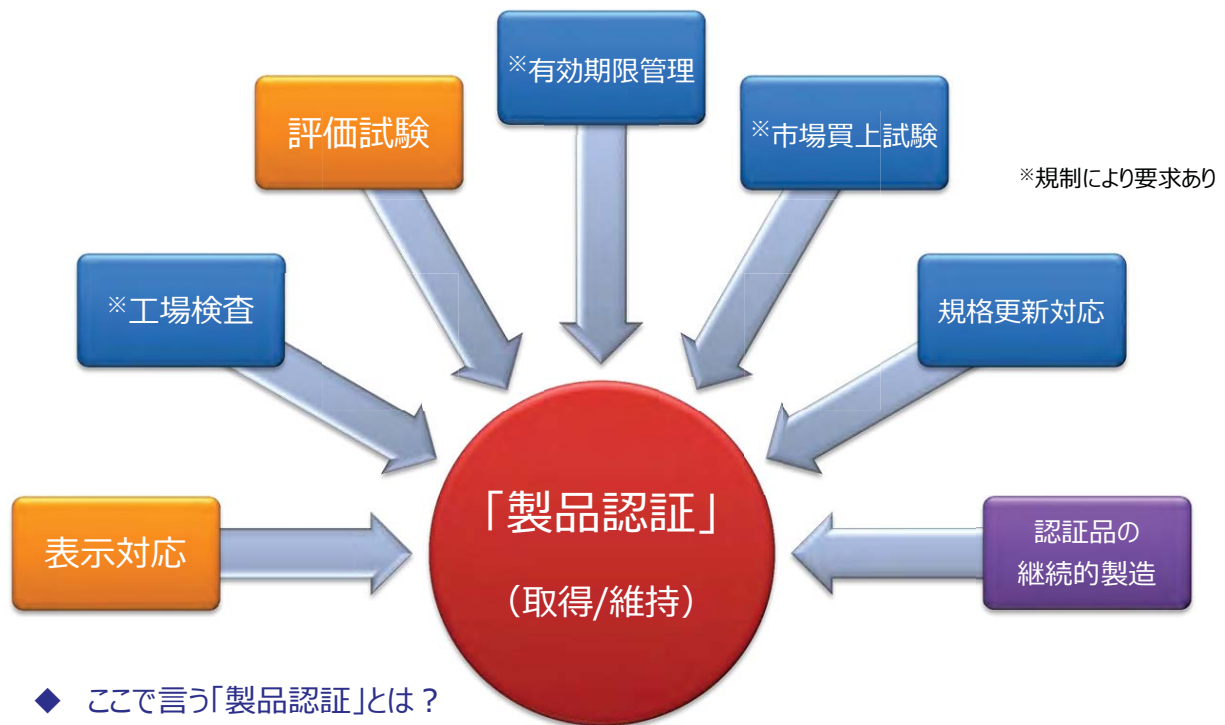 ※有効期限管理
評価試験
※市場買上試験
※規制により要求あり
※工場検査
規格更新対応
「製品認証」
（取得/維持）
表示対応
認証品の
継続的製造
◆ ここで言う「製品認証」とは？